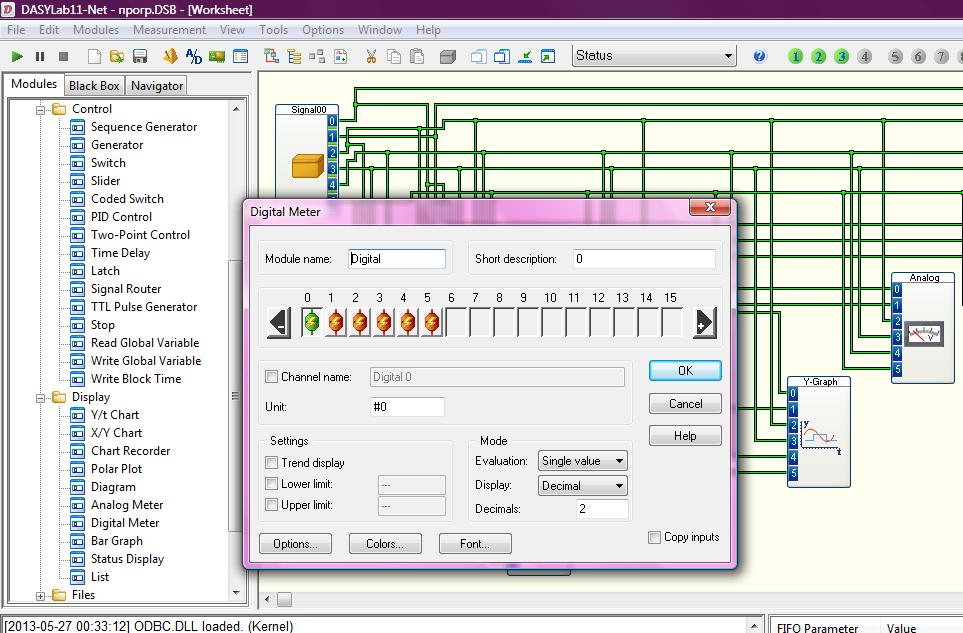 DASYLab11-Net - nporp.DSB - [Worksheet]
File Edit Modules Measurement View Tools Options Window Help
Status
1 2 3 4 5 6 7
Modules Black Box Navigator
Control
Sequence Generator
Generator
Switch
Slider
Coded Switch
PID Control
Two-Point Control
Time Delay
Latch
Signal Router
TTL Pulse Generator
Stop
Read Global Variable
Write Global Variable
Write Block Time
Display
Y/t Chart
X/Y Chart
Chart Recorder
Polar Plot
Diagram
Analog Meter
Digital Meter
Bar Graph
Status Display
List
Files
Signal00
0
1
2
3
4
Digital Meter
Module name: Digital
Short description: 0
0 1 2 3 4 5 6 7 8 9 10 11 12 13 14 15
Channel name: Digital 0
Unit: #0
OK
Cancel
Help
Settings
Trend display
Lower limit: ---
Upper limit: ---
Mode
Evaluation: Single value
Display: Decimal
Decimals: 2
Copy inputs
Options... Colors... Font...
Analog
0
1
2
3
4
5
V
Y-Graph
0
1
2
3
4
5
y
t
[2013-05-27 00:33:12] ODBC.DLL loaded. (Kernel)
FIFO Parameter Value